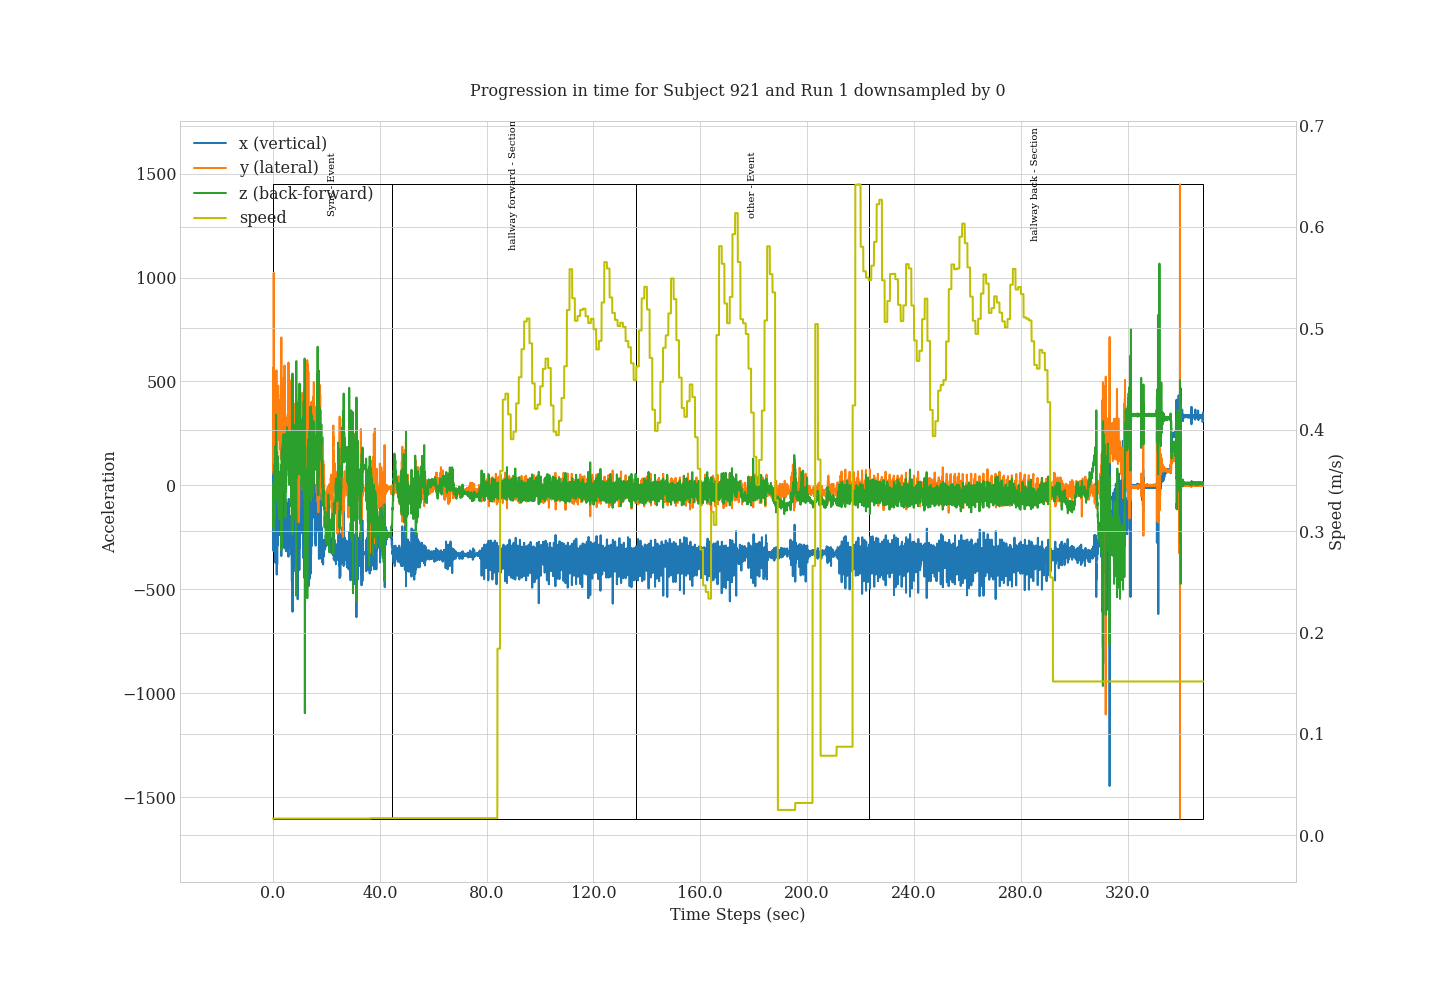 Progression in time for Subject 921 and Run 1 downsampled by 0
x (vertical)
y (lateral)
z (back-forward)
speed
Sync - Event
hallway forward - Section
other - Event
hallway back - Section
1500
1000
500
0
−500
−1000
−1500
Acceleration
0.7
0.6
0.5
0.4
0.3
0.2
0.1
0.0
Speed (m/s)
0.0 40.0 80.0 120.0 160.0 200.0 240.0 280.0 320.0
Time Steps (sec)